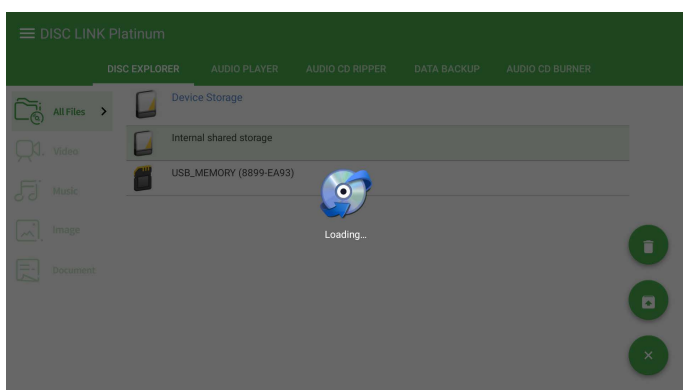 DISC LINK Platinum
DISC EXPLORER AUDIO PLAYER AUDIO CD RIPPER DATA BACKUP AUDIO CD BURNER
All Files
Device Storage
Internal shared storage
Video
USB_MEMORY (8899-EA93)
Music
Image
Loading...
Document